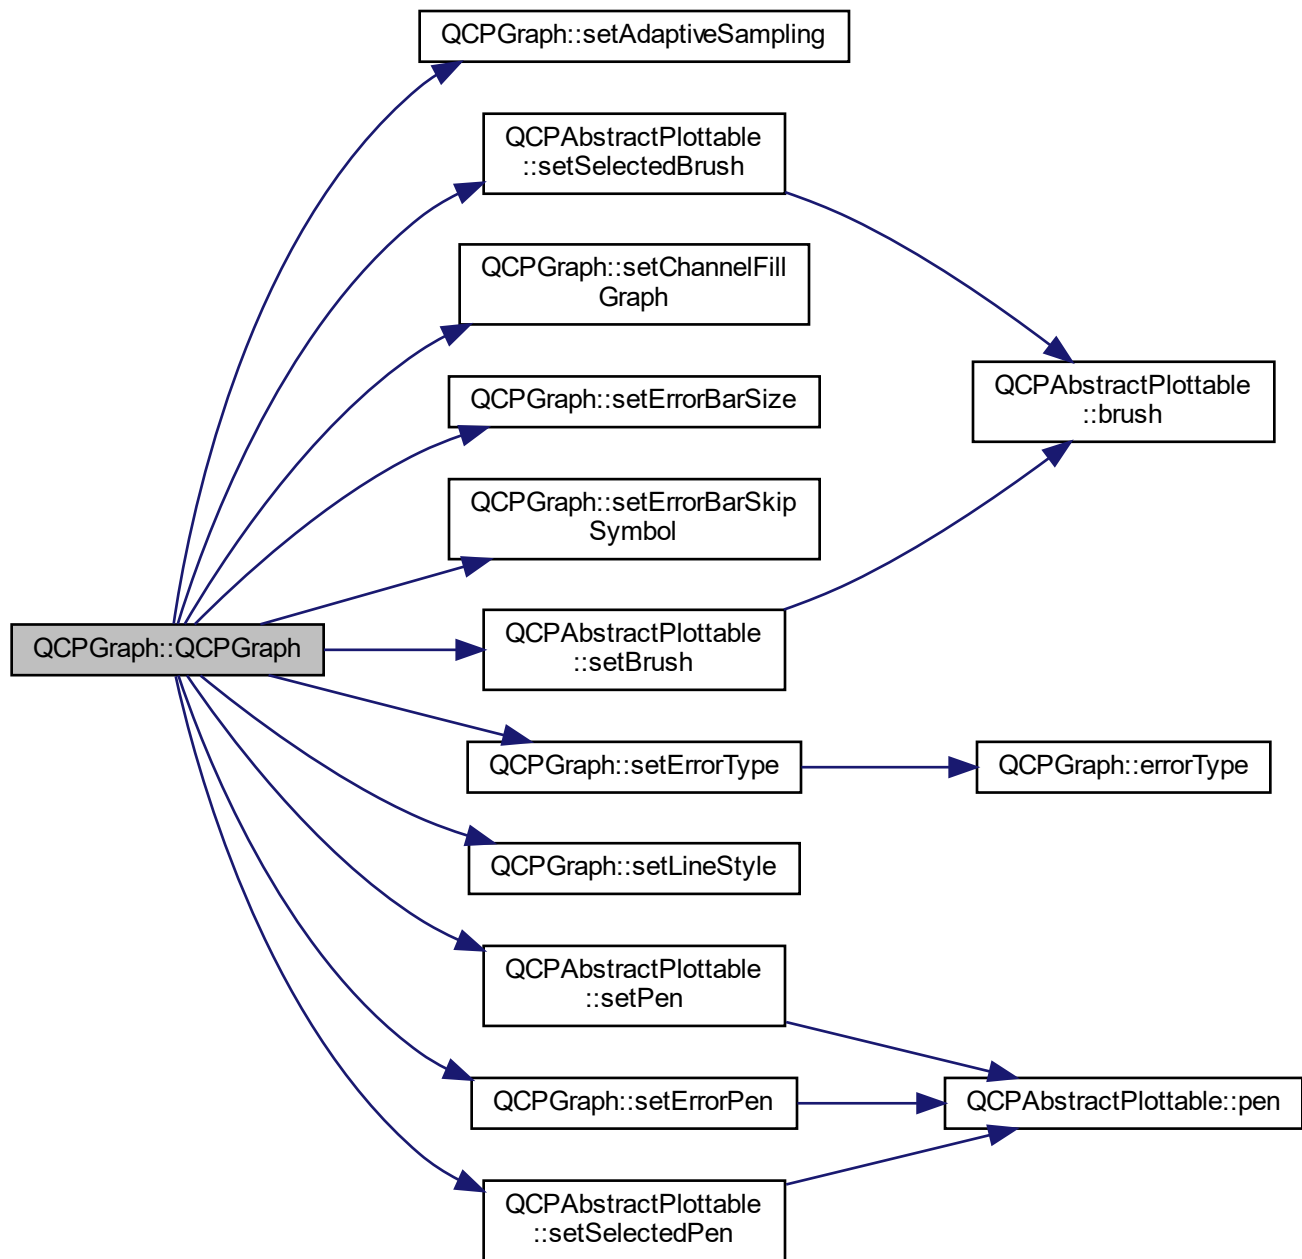 QCPGraph::setAdaptiveSampling
QCPAbstractPlottable
::setSelectedBrush
QCPGraph::setChannelFill
Graph
QCPGraph::setErrorBarSize
QCPAbstractPlottable
::brush
QCPGraph::setErrorBarSkip
Symbol
QCPGraph::QCPGraph
QCPAbstractPlottable
::setBrush
QCPGraph::setErrorType
QCPGraph::errorType
QCPGraph::setLineStyle
QCPAbstractPlottable
::setPen
QCPGraph::setErrorPen
QCPAbstractPlottable::pen
QCPAbstractPlottable
::setSelectedPen